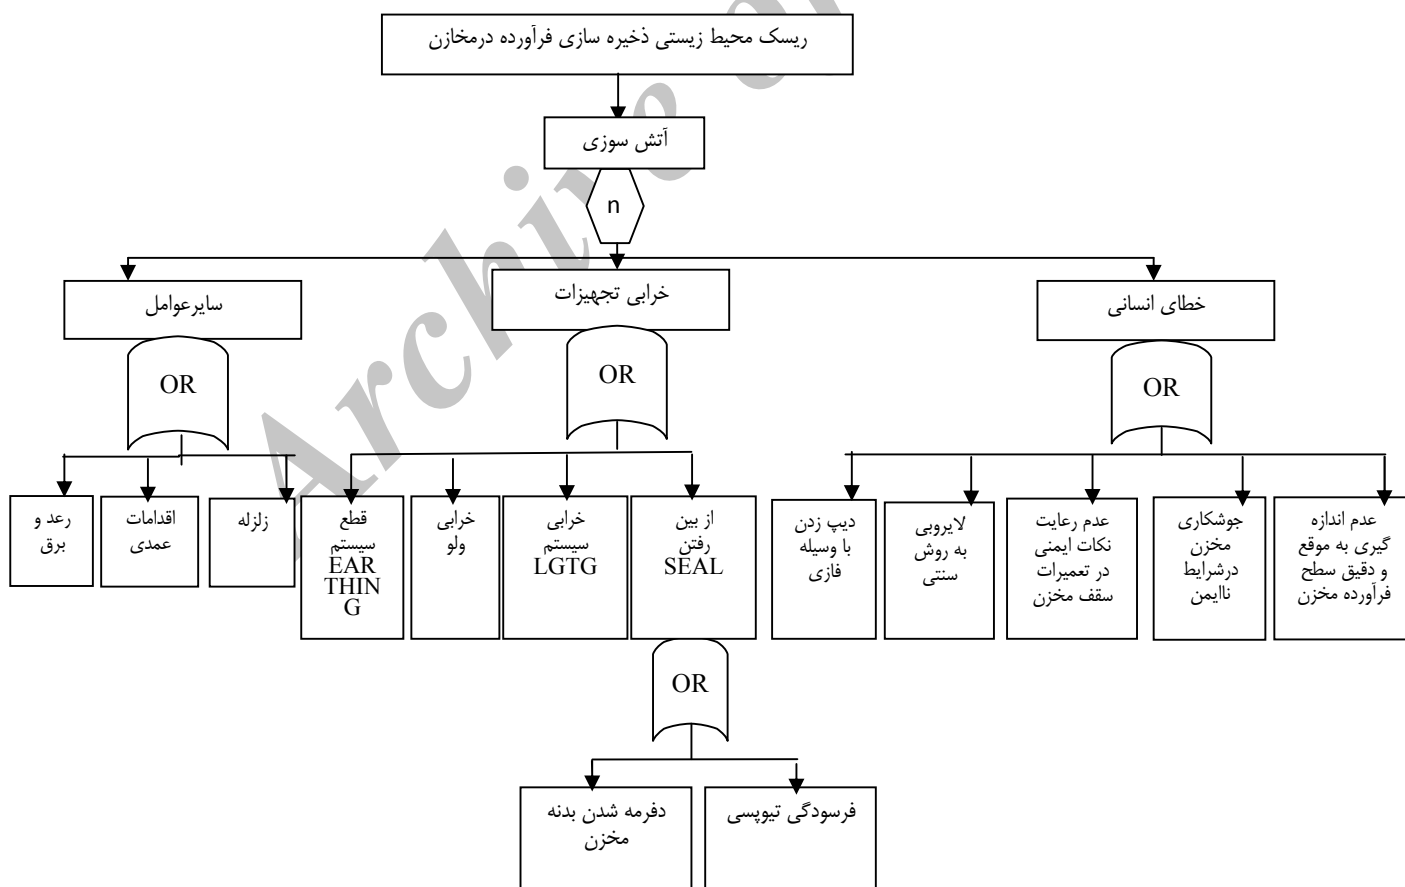 ریسک محیط زیستی ذخیره سازی فرآورده درمخازن
آتش سوزی
n
خطای انسانی
خرابی تجهیزات
سایرعوامل
OR
OR
OR
عدم اندازه
گیری به موقع
و دقیق سطح
فرآورده مخزن
جوشکاری
مخزن
درشرایط
ناایمن
عدم رعایت
نکات ایمنی
در تعمیرات
سقف مخزن
لایروبی
به روش
سنتی
دیپ زدن
با وسیله
فازی
از بین
رفتن
SEAL
خرابی
سیستم
LGTG
خرابی
ولو
قطع
سیستم
EAR
THIN
G
زلزله
اقدامات
عمدی
رعد و
برق
OR
فرسودگی تیوپسی
دفرمه شدن بدنه
مخزن